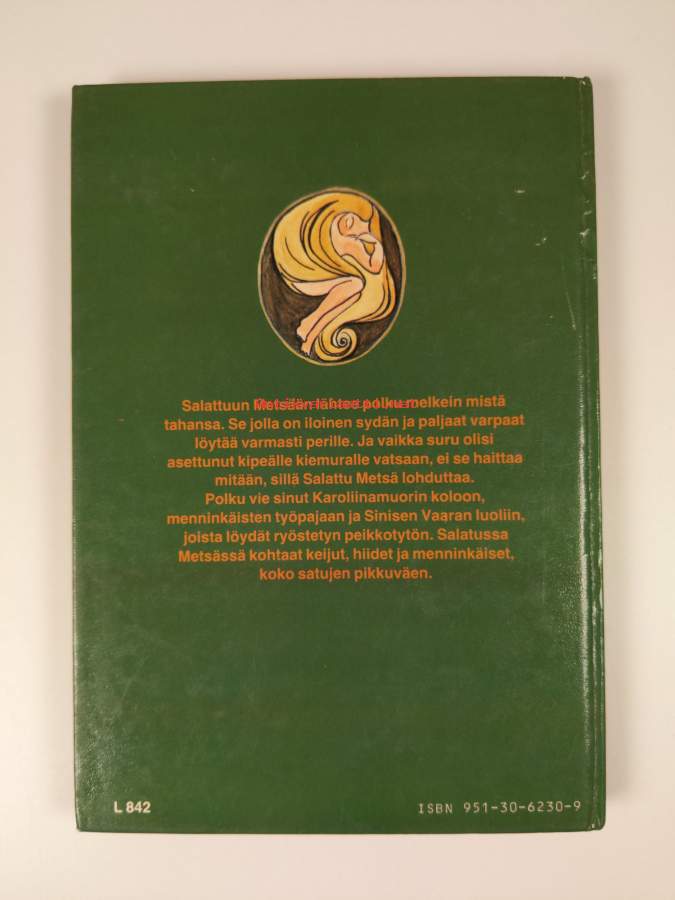 Salattuun Metsään lähtee polku melkein mistä
tahansa. Se jolla on iloinen sydän ja paljaat varpaat
löytää varmasti perille. Ja vaikka suru olisi
asettunut kipeälle kiemuralle vatsaan, ei se haittaa
mitään, sillä Salattu Metsä lohduttaa.
Polku vie sinut Karoliinamuorin koloon,
menninkäisten työpajaan ja Sinisen Vaaran luoliin,
joista löydät ryöstetyn peikkotytön. Salatussa
Metsässä kohtaat keijut, hiidet ja menninkäiset,
koko satujen pikkuväen.
L 842
ISBN 951-30-6230-9